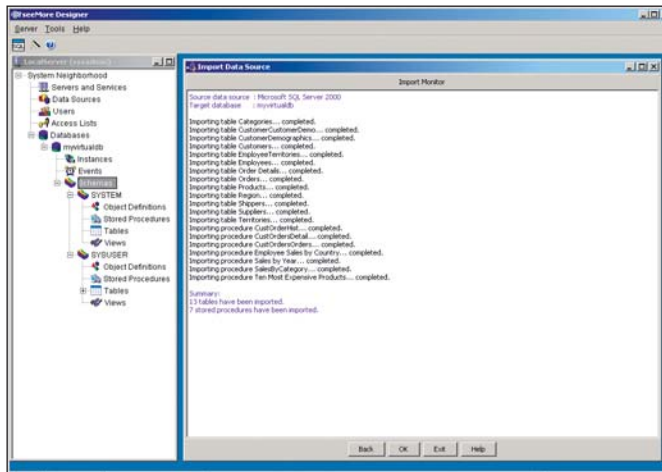 fseeMore Designer
Server Tools Help
LocalServer (sysadmin)
System Neighborhood
Servers and Services
Data Sources
Users
Access Lists
Databases
myvirtualdb
Instances
Events
Schemas
SYSTEM
Object Definitions
Stored Procedures
Tables
Views
SYSUSER
Object Definitions
Stored Procedures
Tables
Views
Import Data Source
Import Monitor
Source data source : Microsoft SQL Server 2000
Target database : myvirtualdb
Importing table Categories... completed.
Importing table CustomerCustomerDemo... completed.
Importing table CustomerDemographics... completed.
Importing table Customers... completed.
Importing table EmployeeTerritories... completed.
Importing table Employees... completed.
Importing table Order Details... completed.
Importing table Orders... completed.
Importing table Products... completed.
Importing table Region... completed.
Importing table Shippers... completed.
Importing table Suppliers... completed.
Importing table Territories... completed.
Importing procedure CustOrderHist... completed.
Importing procedure CustOrdersDetail... completed.
Importing procedure CustOrdersOrders... completed.
Importing procedure Employee Sales by Country... completed.
Importing procedure Sales by Year... completed.
Importing procedure SalesByCategory... completed.
Importing procedure Ten Most Expensive Products... completed.
Summary:
13 tables have been imported.
7 stored procedures have been imported.
Back OK Exit Help